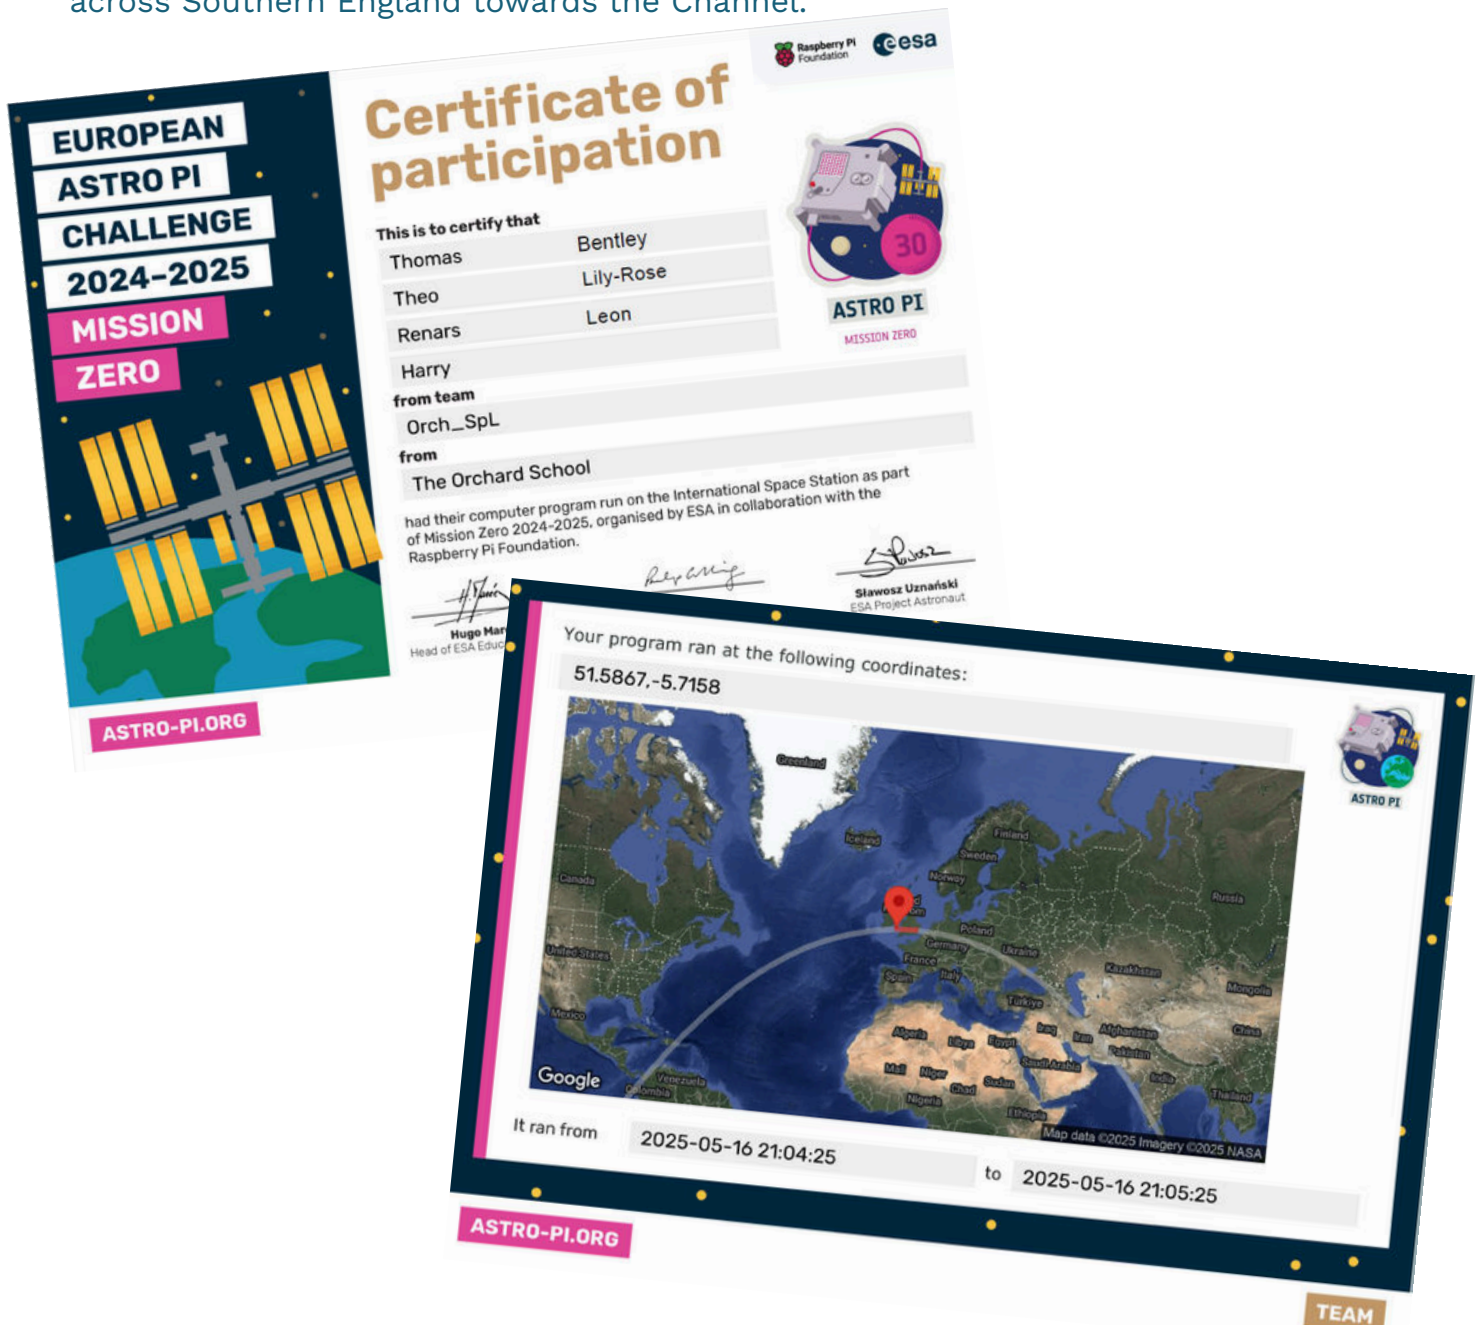 across Southern England towards the Channel.
EUROPEAN
ASTRO PI
CHALLENGE
2024–2025
MISSION
ZERO
ASTRO-PI.ORG
Raspberry Pi
Foundation
esa
Certificate of
participation
This is to certify that
Thomas Bentley
Theo Lily-Rose
Renars Leon
Harry
from team
Orch_SpL
from
The Orchard School
had their computer program run on the International Space Station as part
of Mission Zero 2024-2025, organised by ESA in collaboration with the
Raspberry Pi Foundation.
30
ASTRO PI
MISSION ZERO
Hugo
Head of ESA
Sławosz Uznański
ESA Project Astronaut
Your program ran at the following coordinates:
51.5867,-5.7158
ASTRO PI
Greenland
Iceland
Finland
Sweden
Norway
Russia
Canada
Poland
Germany
Ukraine
United States
France
Kazakhstan
Spain
Italy
Mongolia
Türkiye
Mexico
Algeria
Libya
Egypt
Iraq
Iran
Afghanistan
China
Pakistan
Saudi Arabia
Mali
Niger
Chad
Sudan
India
Thailand
Venezuela
Colombia
Nigeria
Ethiopia
Google
Map data ©2025 Imagery ©2025 NASA
It ran from 2025-05-16 21:04:25 to 2025-05-16 21:05:25
ASTRO-PI.ORG
TEAM